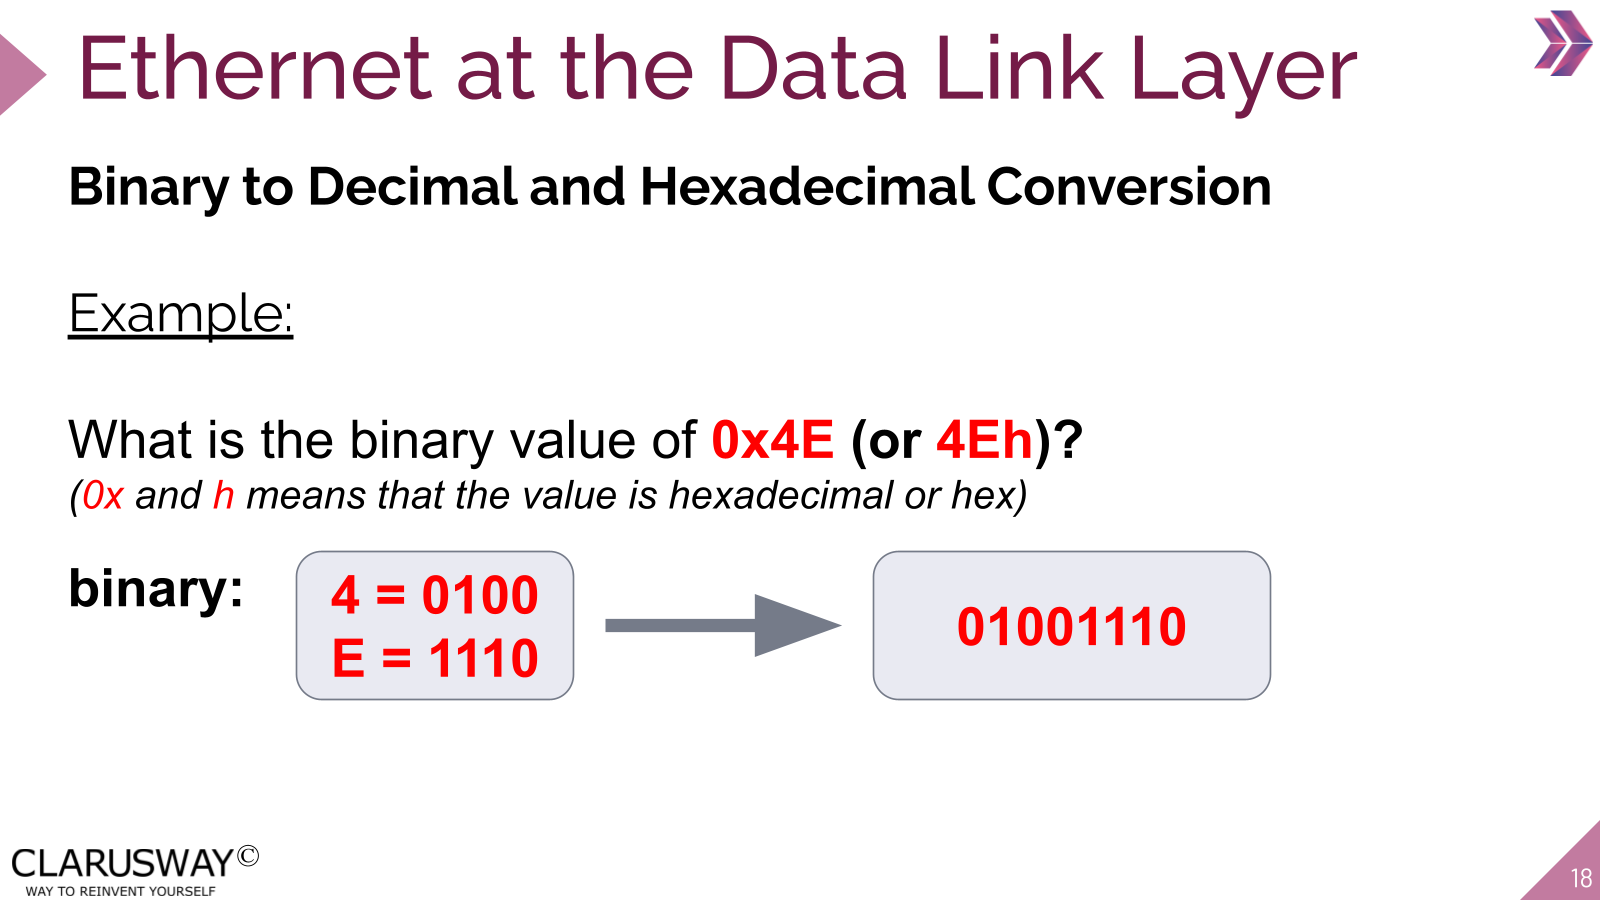 Ethernet at the Data Link Layer
Binary to Decimal and Hexadecimal Conversion
Example:
What is the binary value of 0x4E (or 4Eh)?
(0x and h means that the value is hexadecimal or hex)
binary:
4 = 0100
E = 1110
01001110
CLARUSWAY©
WAY TO REINVENT YOURSELF
18